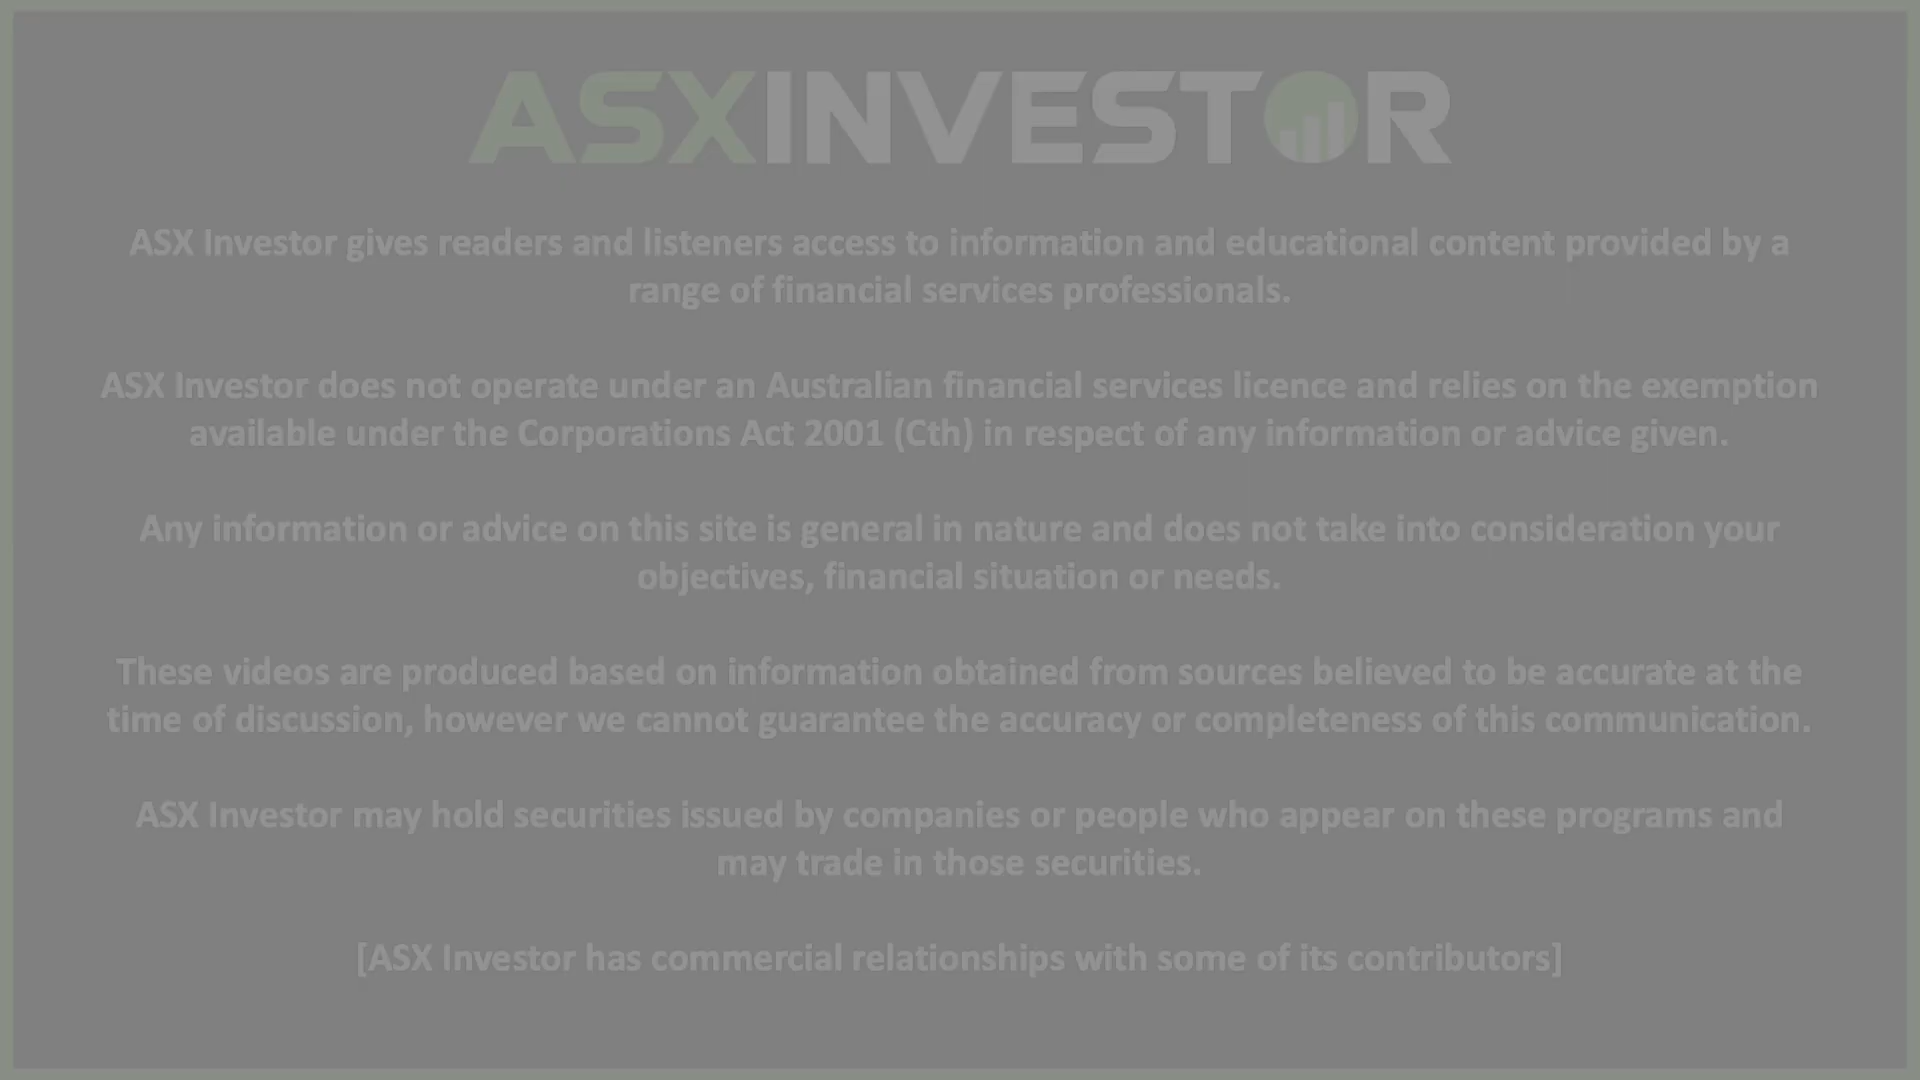 ASXINVESTOR
ASX Investor gives readers and listeners access to information and educational content provided by a
range of financial services professionals.
ASX Investor does not operate under an Australian financial services licence and relies on the exemption
available under the Corporations Act 2001 (Cth) in respect of any information or advice given.
Any information or advice on this site is general in nature and does not take into consideration your
objectives, financial situation or needs.
These videos are produced based on information obtained from sources believed to be accurate at the
time of discussion, however we cannot guarantee the accuracy or completeness of this communication.
ASX Investor may hold securities issued by companies or people who appear on these programs and
may trade in those securities.
[ASX Investor has commercial relationships with some of its contributors]